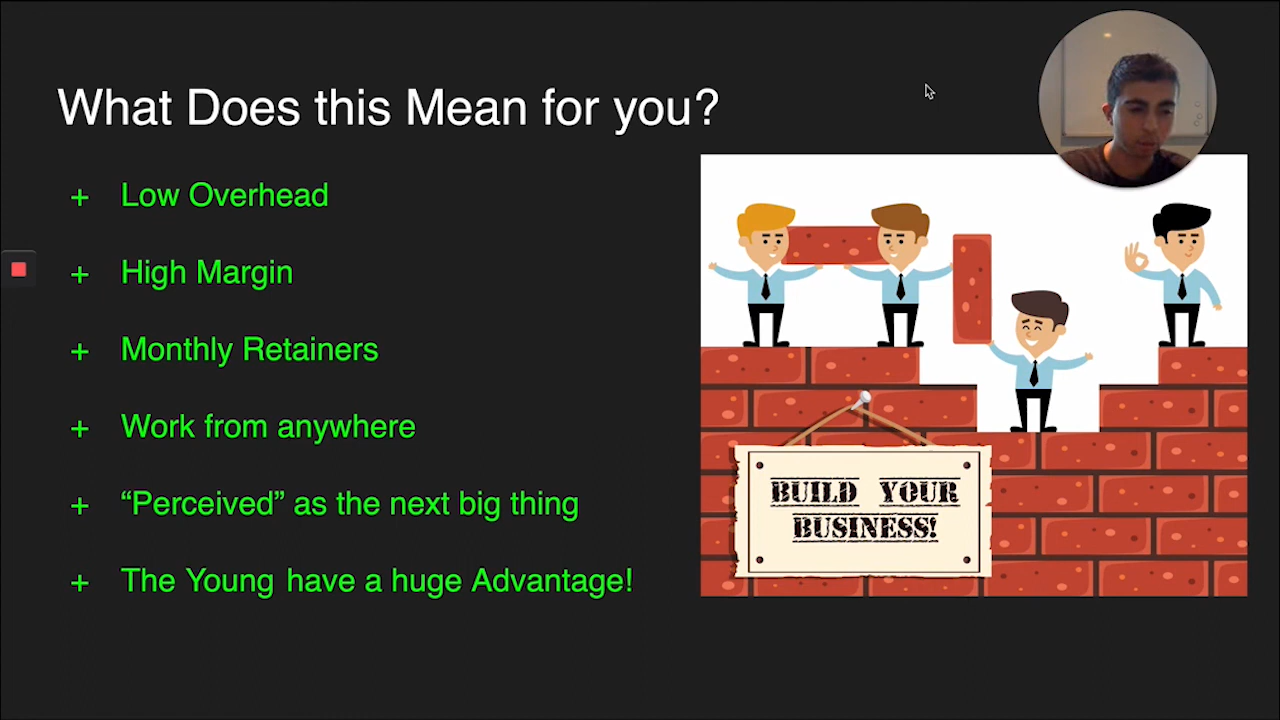 What Does this Mean for you?
+ Low Overhead
+ High Margin
+ Monthly Retainers
+ Work from anywhere
+ “Perceived” as the next big thing
+ The Young have a huge Advantage!
BUILD YOUR
BUSINESS!